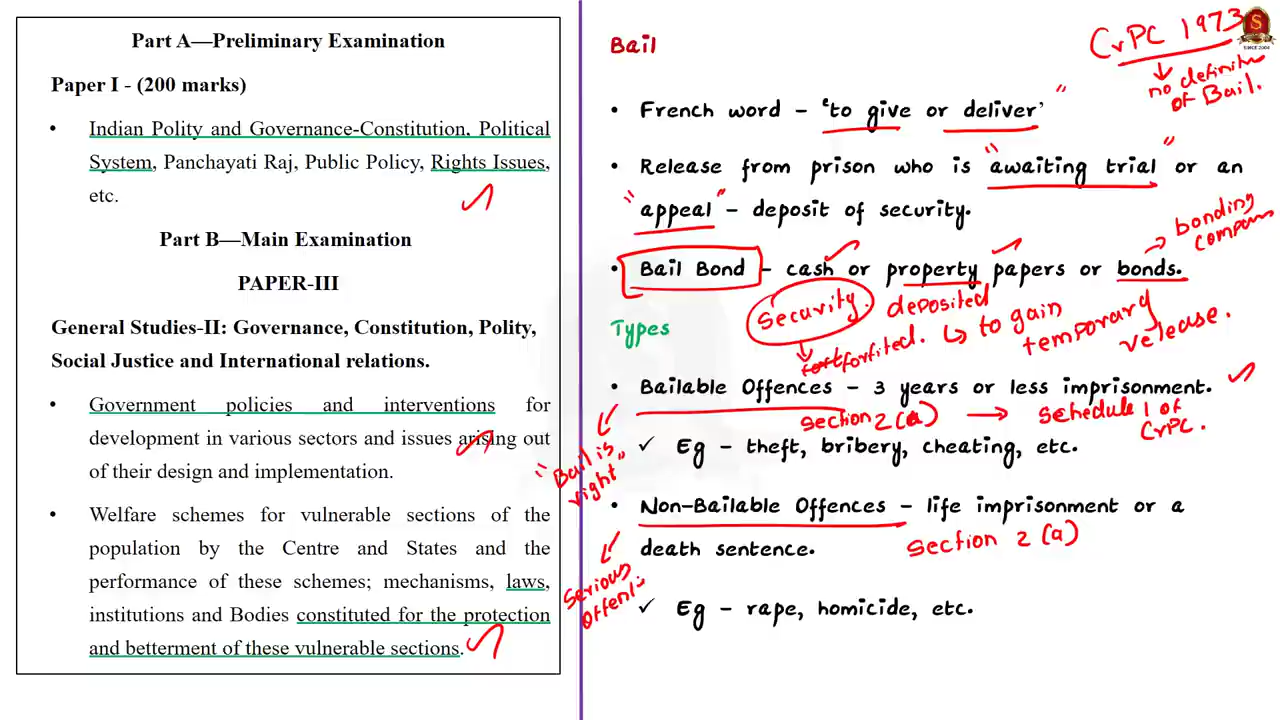 Part A—Preliminary Examination
Paper I - (200 marks)
• Indian Polity and Governance-Constitution, Political
System, Panchayati Raj, Public Policy, Rights Issues,
etc.
Part B—Main Examination
PAPER-III
General Studies-II: Governance, Constitution, Polity,
Social Justice and International relations.
• Government policies and interventions for
development in various sectors and issues arising out
of their design and implementation.
• Welfare schemes for vulnerable sections of the
population by the Centre and States and the
performance of these schemes; mechanisms, laws,
institutions and Bodies constituted for the protection
and betterment of these vulnerable sections.
Bail
CrPC 1973
no
of Bail.
S
SINCE 2004
• French word - ‘to give or deliver’
• Release from prison who is "awaiting trial" or an
"appeal" - deposit of security.
bonding
• Bail Bond - cash or property papers or bonds.
security deposited
forfited. to gain
temporary
release.
Types
• Bailable Offences - 3 years or less imprisonment.
section 2(a) → schedule 1 of
CrPC.
✓ Eg - theft, bribery, cheating, etc.
"Bail is
right"
• Non-Bailable Offences - life imprisonment or a
death sentence.
section 2 (a)
Serious
✓ Eg - rape, homicide, etc.